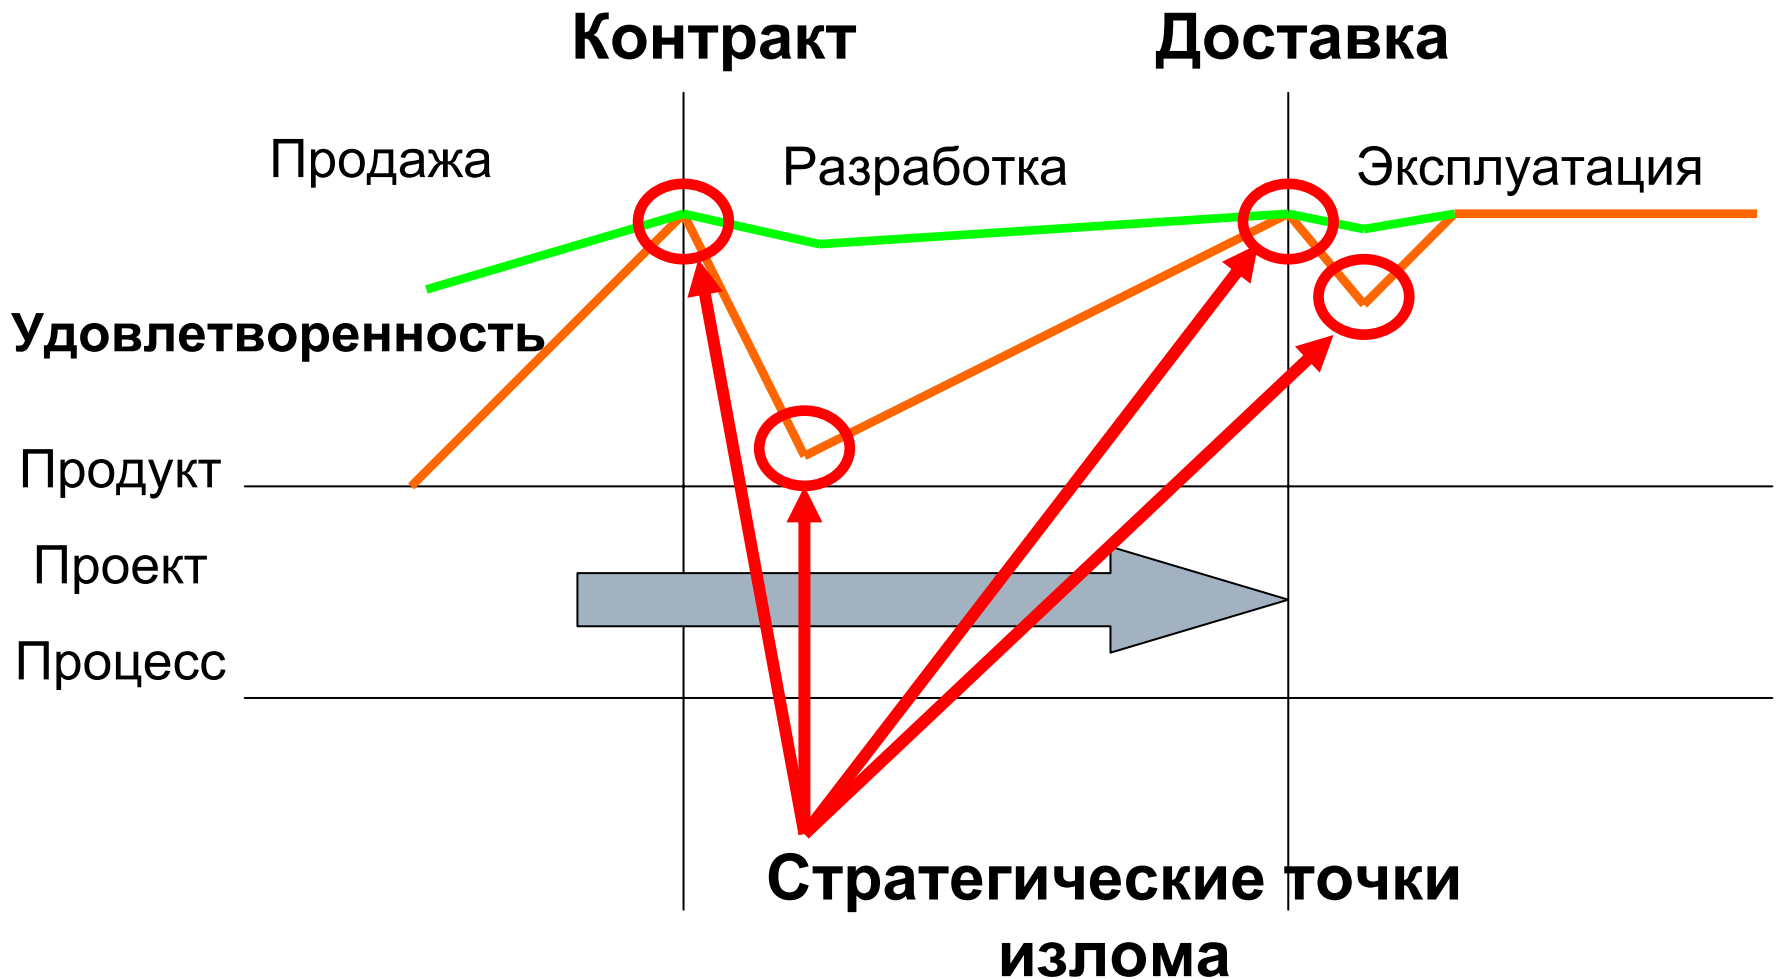 Контракт
Доставка
Продажа
Разработка
Эксплуатация
Удовлетворенность
Продукт
Проект
Процесс
Стратегические точки
излома